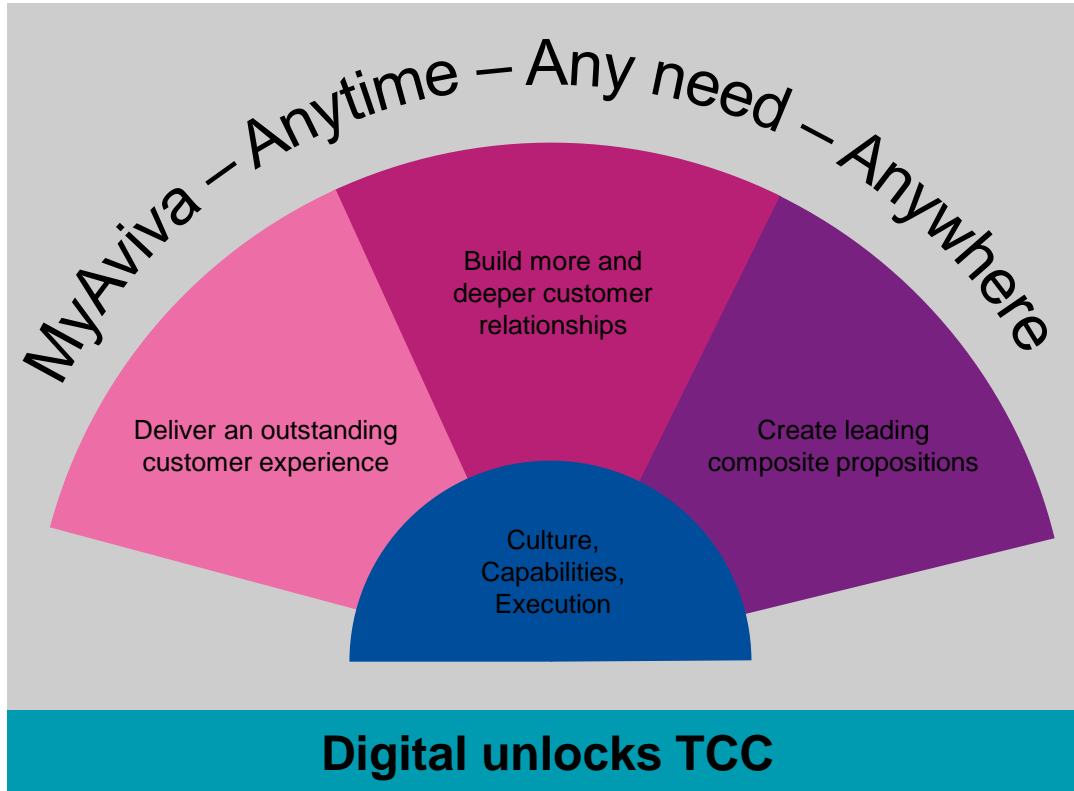 MyAviva – Anytime – Any need – Anywhere
Build more and
deeper customer
relationships
Deliver an outstanding
customer experience
Create leading
composite propositions
Culture,
Capabilities,
Execution
Digital unlocks TCC